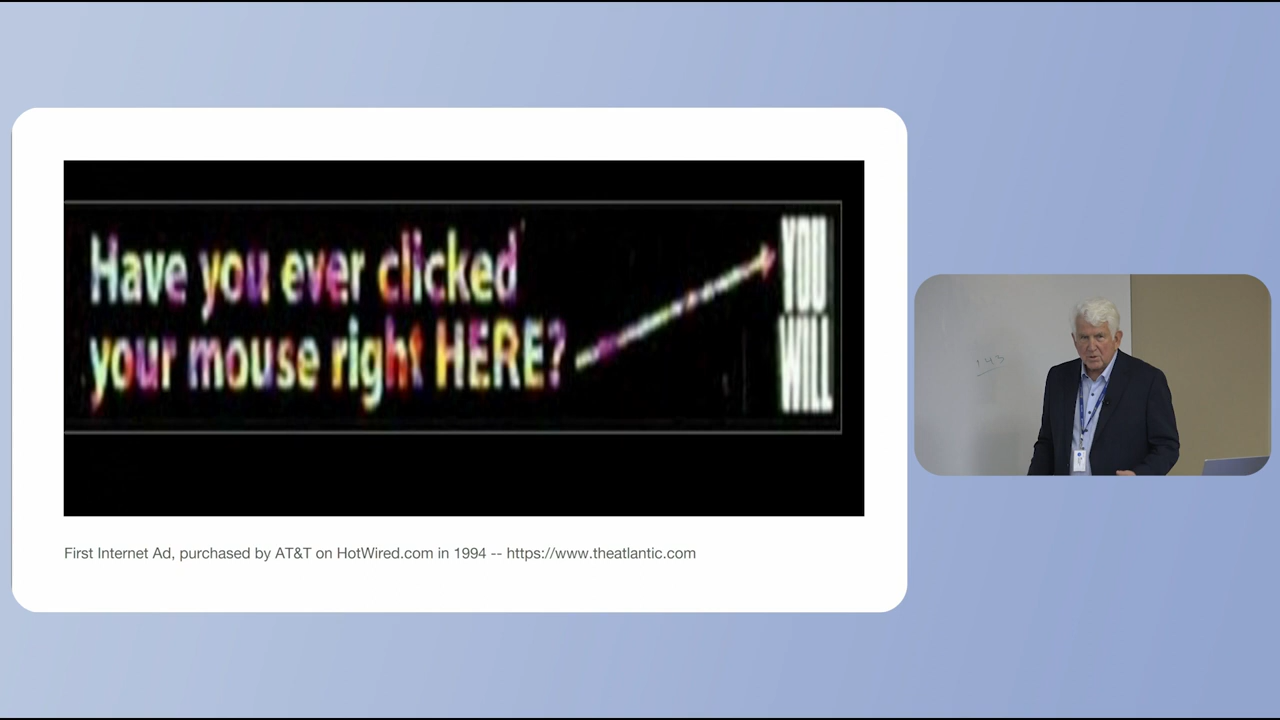 Have you ever clicked
your mouse right HERE?
YOU
WILL
First Internet Ad, purchased by AT&T on HotWired.com in 1994 -- https://www.theatlantic.com